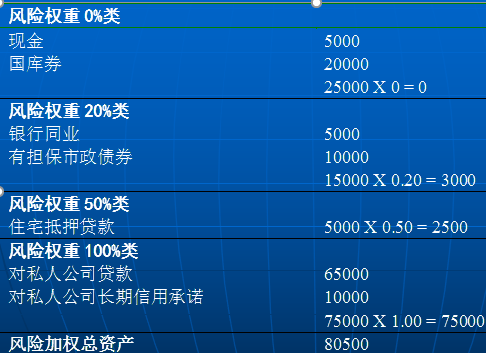 风险权重 0%类
现金 5000
国库券 20000
25000 X 0 = 0
风险权重 20%类
银行同业 5000
有担保市政债券 10000
15000 X 0.20 = 3000
风险权重 50%类
住宅抵押贷款 5000 X 0.50 = 2500
风险权重 100%类
对私人公司贷款 65000
对私人公司长期信用承诺 10000
75000 X 1.00 = 75000
风险加权总资产 80500